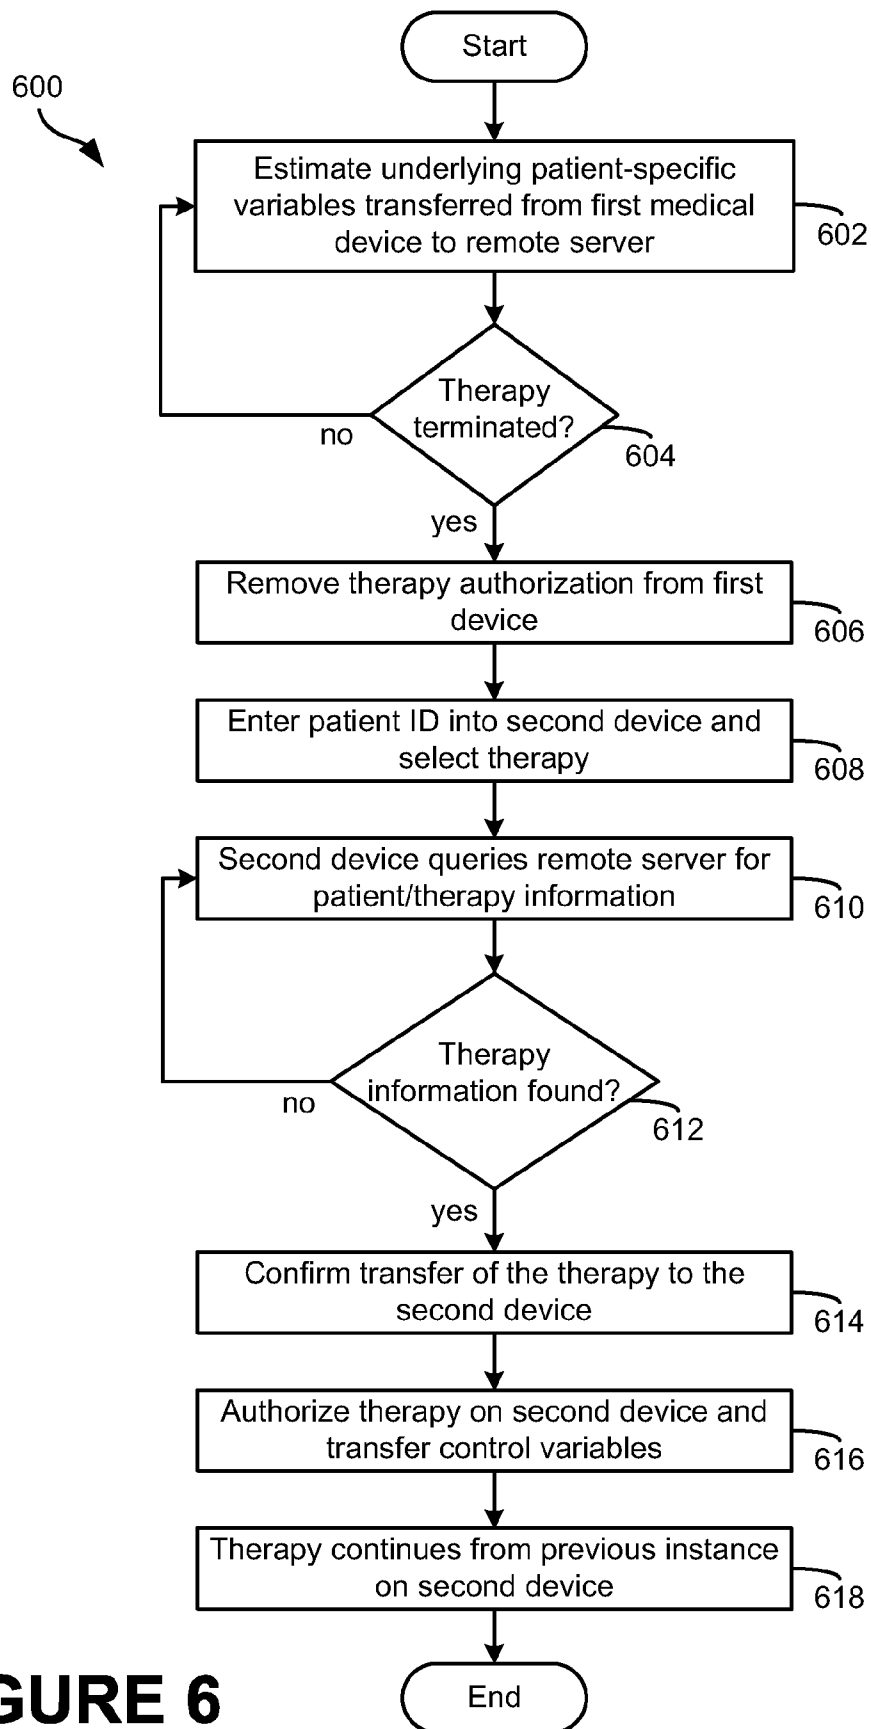 Start
600
Estimate underlying patient-specific
variables transferred from first medical
device to remote server
602
Therapy
terminated?
no
604
yes
Remove therapy authorization from first
device
606
Enter patient ID into second device and
select therapy
608
Second device queries remote server for
patient/therapy information
610
Therapy
information found?
no
612
yes
Confirm transfer of the therapy to the
second device
614
Authorize therapy on second device and
transfer control variables
616
Therapy continues from previous instance
on second device
618
End
GURE 6